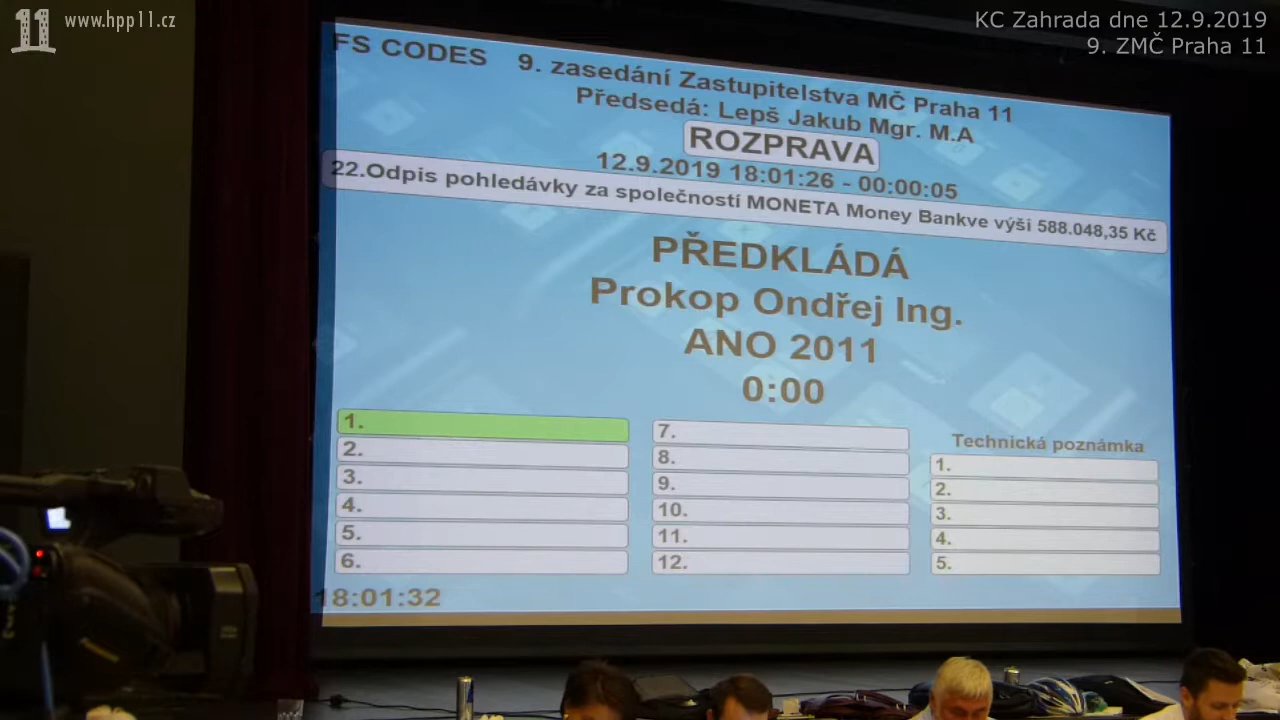 11 www.hpp11.cz
KC Zahrada dne 12.9.2019
9. ZMČ Praha 11
FS CODES
9. zasedání Zastupitelstva MČ Praha 11
Předsedá: Lepš Jakub Mgr. M.A
ROZPRAVA
12.9.2019 18:01:26 - 00:00:05
22.Odpis pohledávky za společností MONETA Money Bankve výši 588.048,35 Kč
PŘEDKLÁDÁ
Prokop Ondřej Ing.
ANO 2011
0:00
1.
2.
3.
4.
5.
6.
7.
8.
9.
10.
11.
12.
Technická poznámka
1.
2.
3.
4.
5.
18:01:32